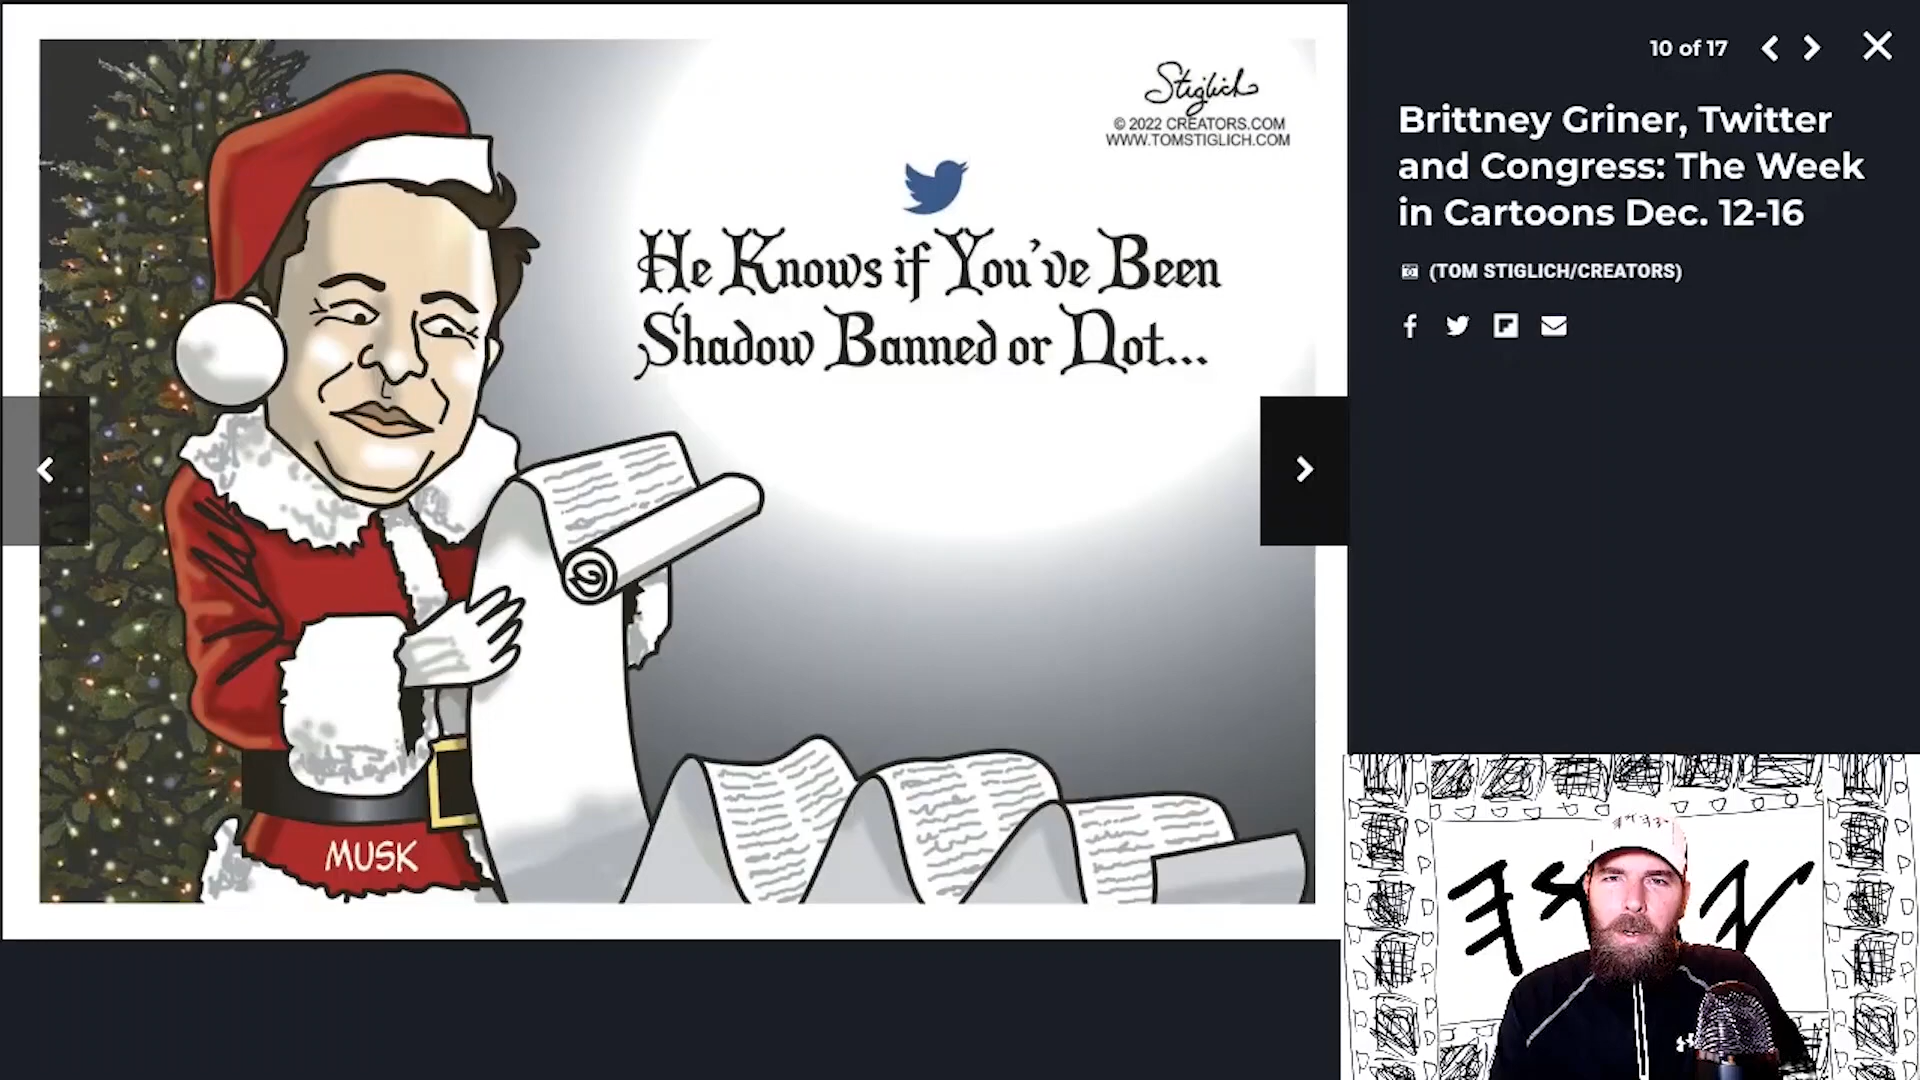 Stiglich
© 2022 CREATORS.COM
WWW.TOMSTIGLICH.COM
He Knows if You've Been
Shadow Banned or Not...
MUSK
10 of 17
Brittney Griner, Twitter
and Congress: The Week
in Cartoons Dec. 12-16
(TOM STIGLICH/CREATORS)